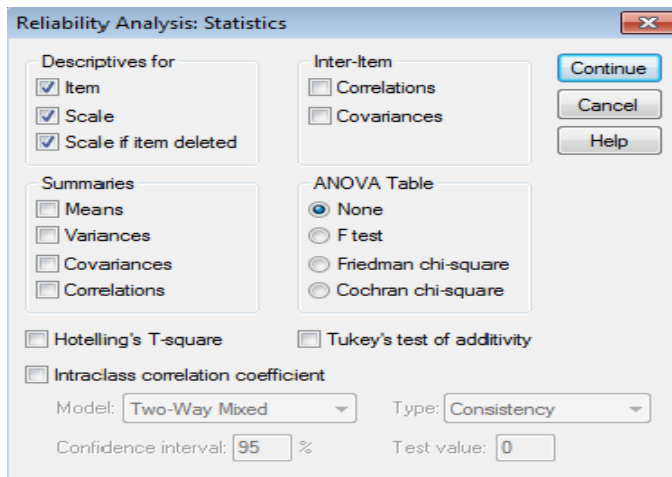 Reliability Analysis: Statistics
Descriptives for
Item
Scale
Scale if item deleted
Inter-Item
Correlations
Covariances
Continue
Cancel
Help
Summaries
Means
Variances
Covariances
Correlations
ANOVA Table
None
F test
Friedman chi-square
Cochran chi-square
Hotelling's T-square
Tukey's test of additivity
Intraclass correlation coefficient
Model: Two-Way Mixed
Type: Consistency
Confidence interval: 95 %
Test value: 0